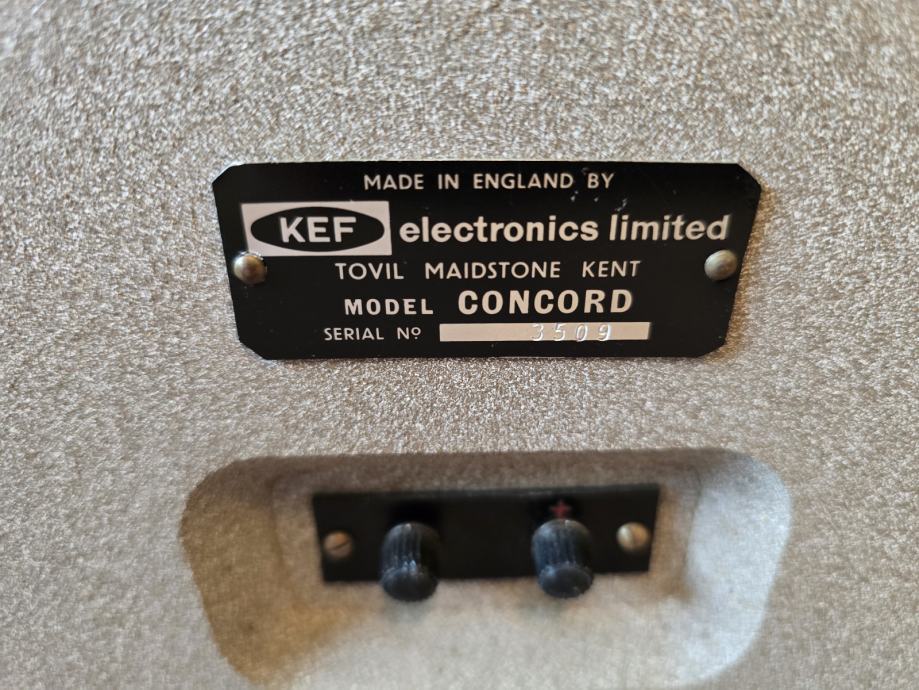 MADE IN ENGLAND BY
KEF electronics limited
TOVIL MAIDSTONE KENT
MODEL CONCORD
SERIAL Nº 3509
+